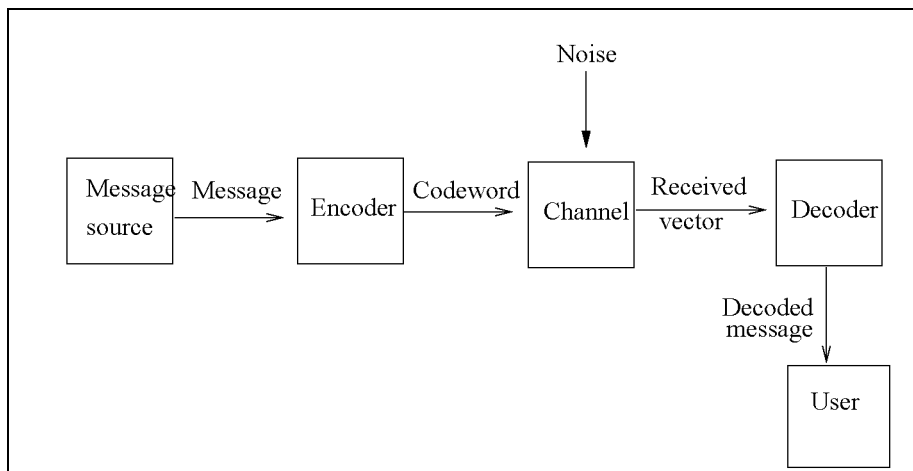 Noise
Message
source
Message
Encoder
Codeword
Channel
Received
vector
Decoder
Decoded
message
User